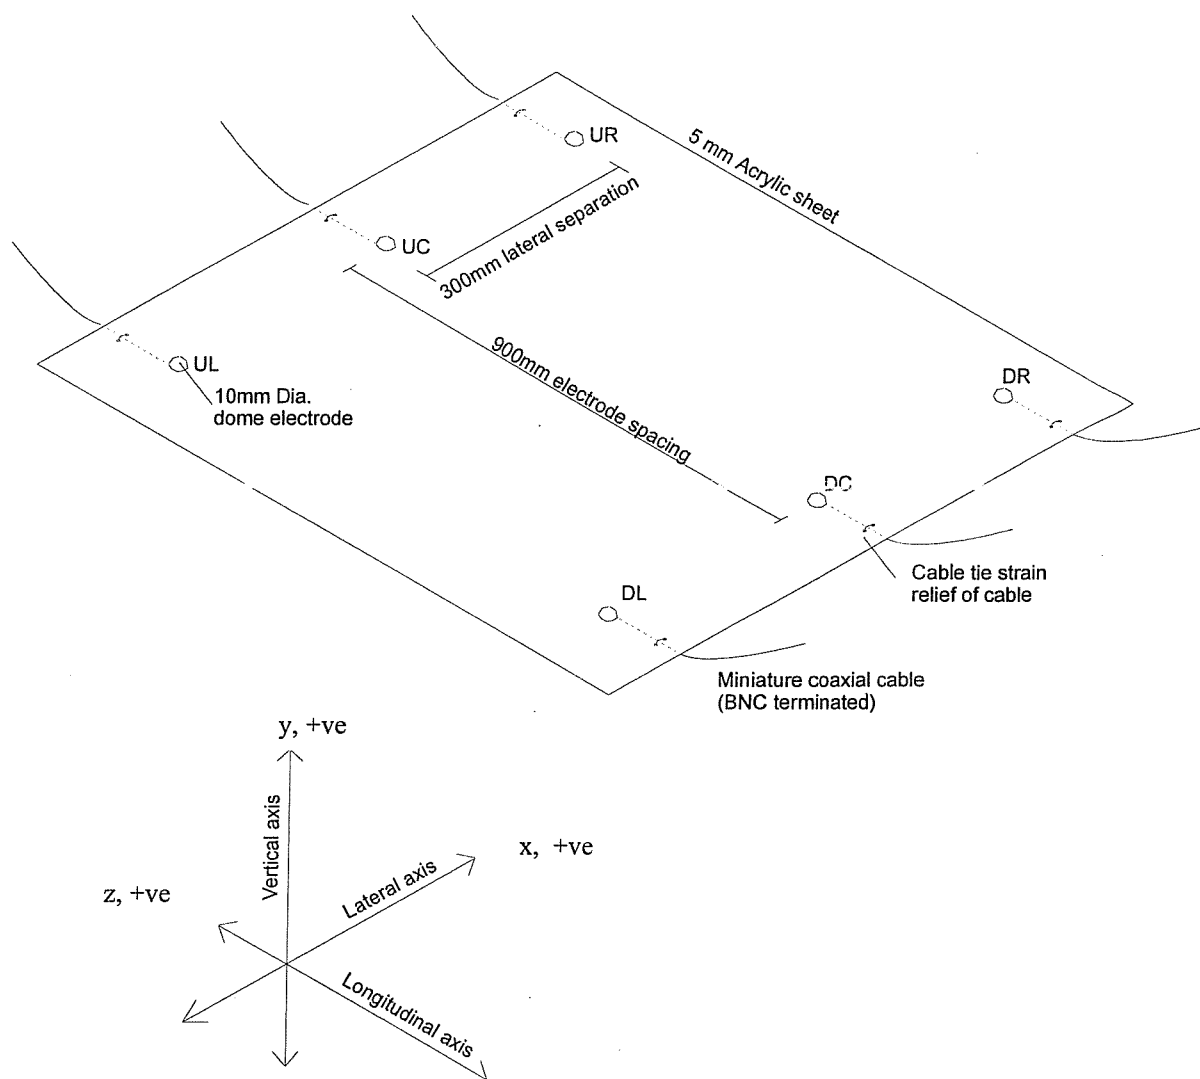 UR
5 mm Acrylic sheet
UC
300mm lateral separation
UL
900mm electrode spacing
10mm Dia.
dome electrode
DR
DC
Cable tie strain
relief of cable
DL
Miniature coaxial cable
(BNC terminated)
y, +ve
Vertical axis
x, +ve
Lateral axis
z, +ve
Longitudinal axis